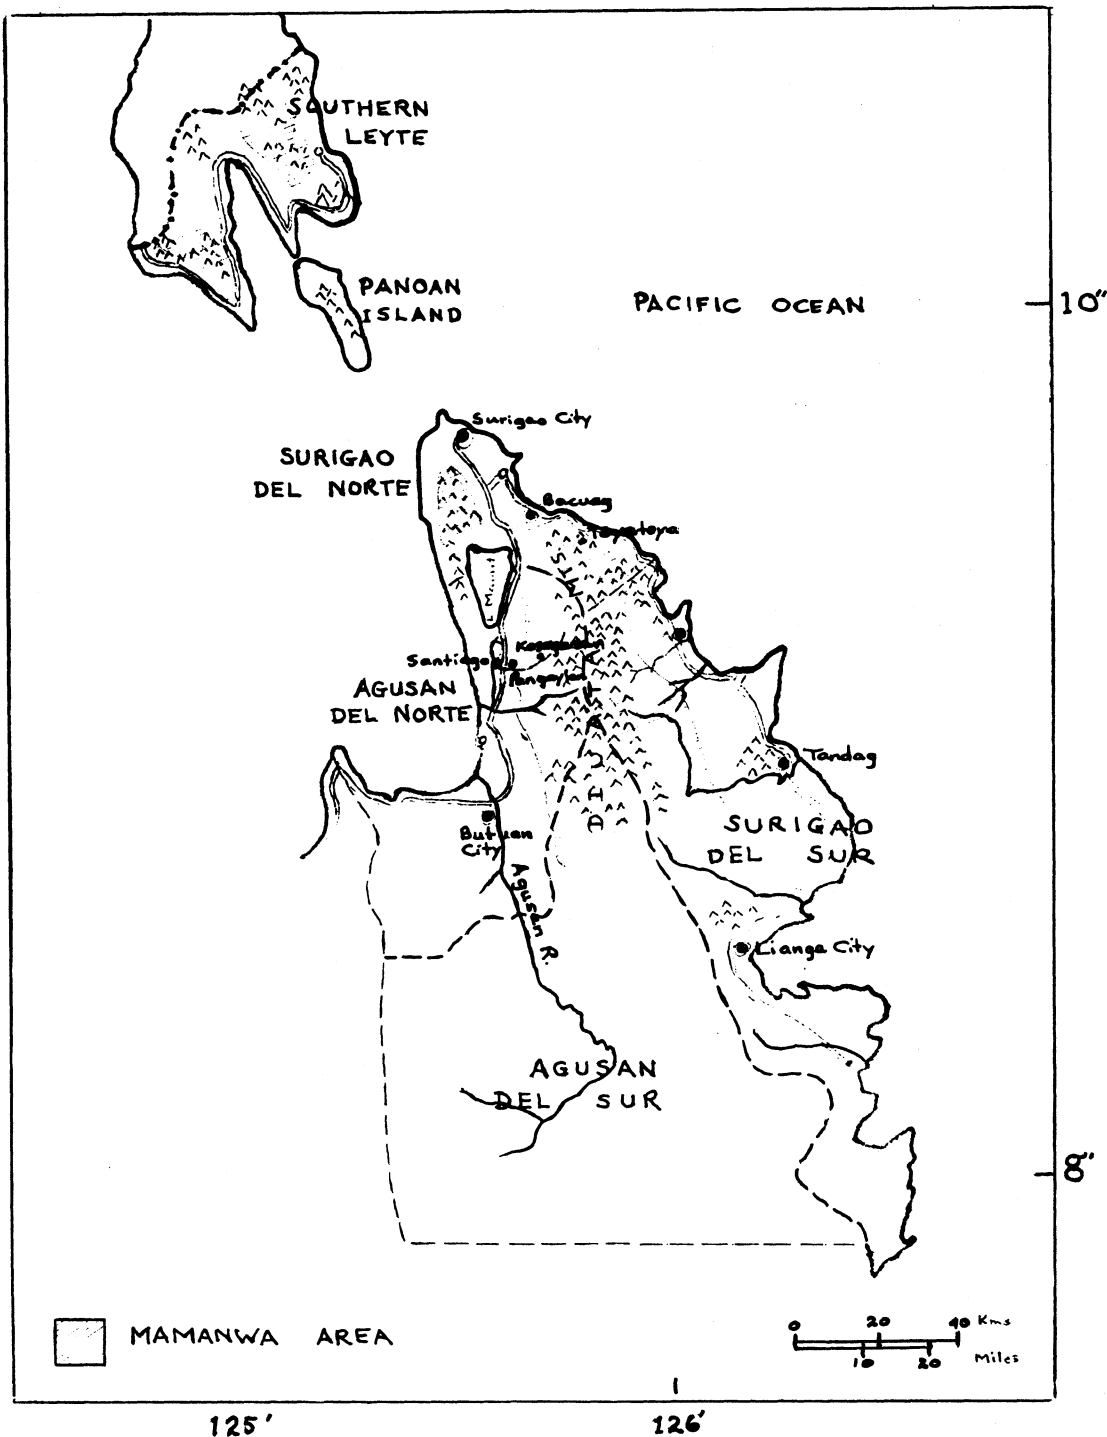 SOUTHERN
LEYTE
PANOAN
ISLAND
PACIFIC OCEAN
10"
Surigao City
SURIGAO
DEL NORTE
Bacuag
MTS
L. M.
Santiago
Pangaylan
AGUSAN
DEL NORTE
Tandag
Butuan
City
SURIGAO
DEL SUR
Agusan R.
Lianga City
AGUSAN
DEL SUR
8"
MAMANWA AREA
0 20 40 Kms
10 20 Miles
125' 126'